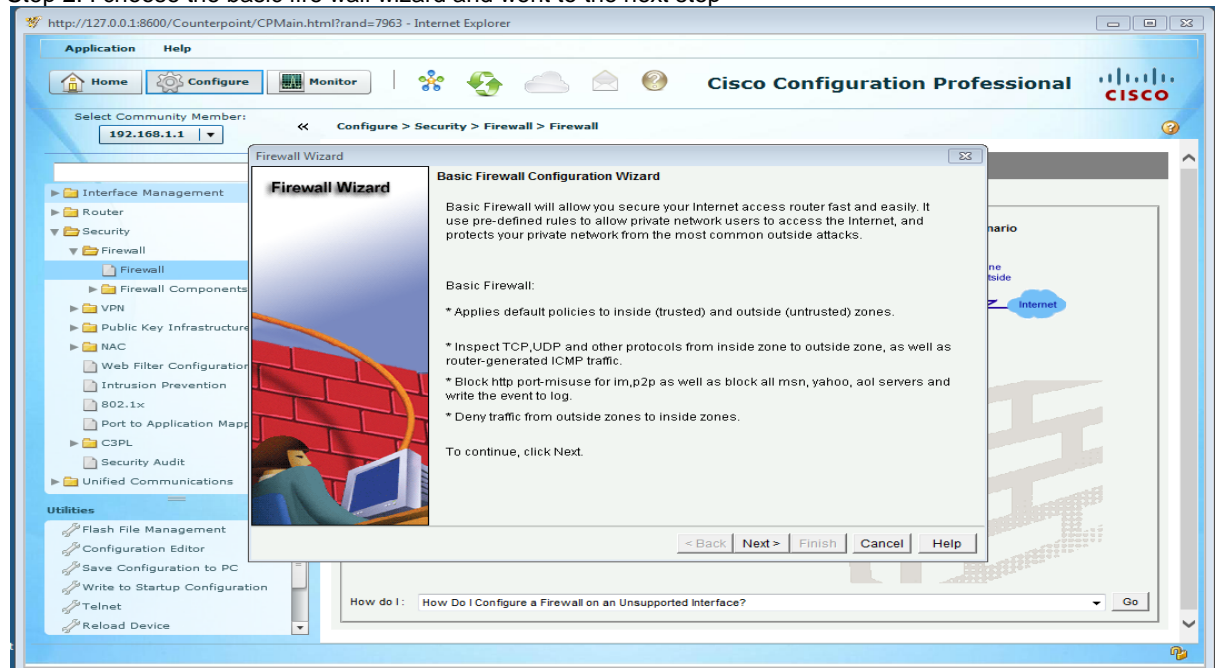 Step 2: I choose the basic fire wall wizard and went to the next step
http://127.0.0.1:8600/Counterpoint/CPMain.html?rand=7963 - Internet Explorer
Application Help
Home Configure Monitor Cisco Configuration Professional CISCO
Select Community Member:
192.168.1.1
« Configure > Security > Firewall > Firewall
Interface Management
Router
Security
Firewall
Firewall
Firewall Components
VPN
Public Key Infrastructure
NAC
Web Filter Configuration
Intrusion Prevention
802.1x
Port to Application Mapp
C3PL
Security Audit
Unified Communications
Utilities
Flash File Management
Configuration Editor
Save Configuration to PC
Write to Startup Configuration
Telnet
Reload Device
Firewall Wizard
Firewall Wizard
Basic Firewall Configuration Wizard
Basic Firewall will allow you secure your Internet access router fast and easily. It
use pre-defined rules to allow private network users to access the Internet, and
protects your private network from the most common outside attacks.
Basic Firewall:
* Applies default policies to inside (trusted) and outside (untrusted) zones.
* Inspect TCP,UDP and other protocols from inside zone to outside zone, as well as
router-generated ICMP traffic.
* Block http port-misuse for im,p2p as well as block all msn, yahoo, aol servers and
write the event to log.
* Deny traffic from outside zones to inside zones.
To continue, click Next.
< Back Next > Finish Cancel Help
nario
ne
tside
Internet
How do I: How Do I Configure a Firewall on an Unsupported Interface? Go